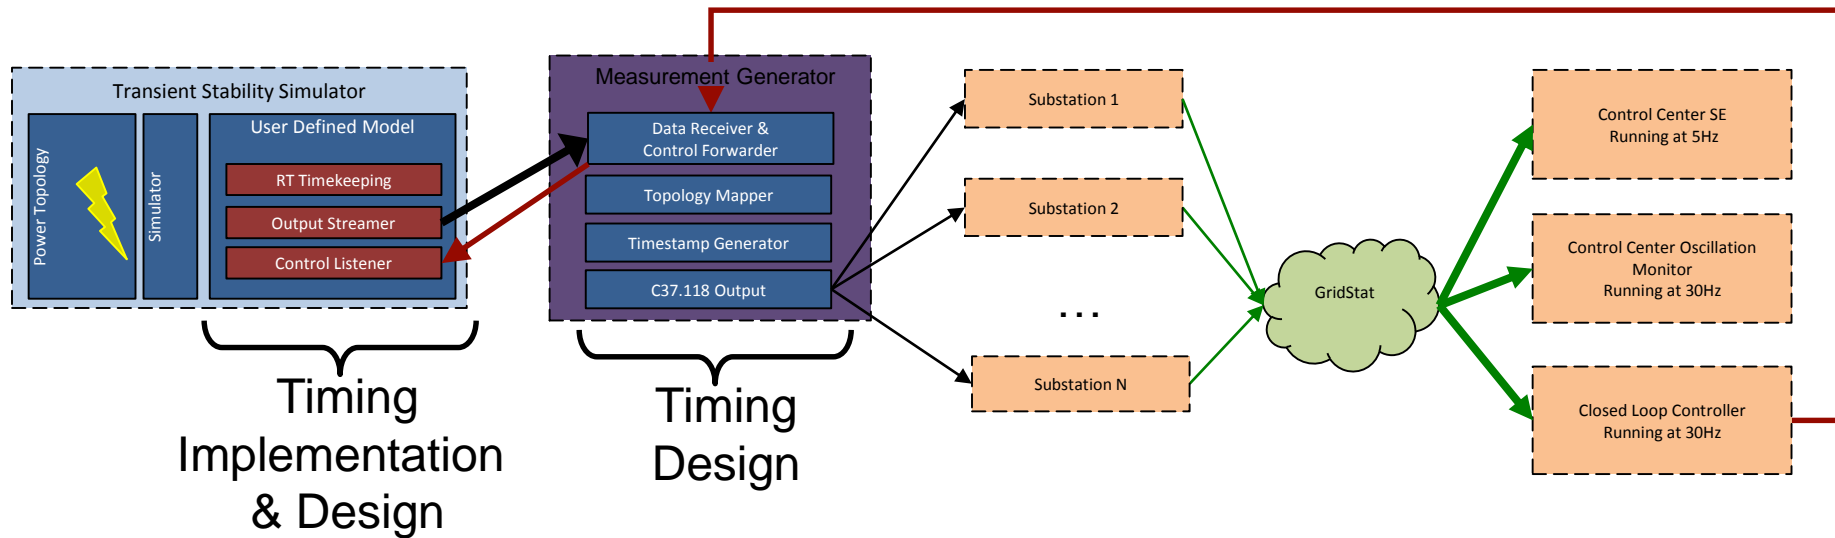 Transient Stability Simulator
Power Topology
Simulator
User Defined Model
RT Timekeeping
Output Streamer
Control Listener
Timing
Implementation
& Design
Measurement Generator
Data Receiver &
Control Forwarder
Topology Mapper
Timestamp Generator
C37.118 Output
Timing
Design
Substation 1
Substation 2
...
Substation N
GridStat
Control Center SE
Running at 5Hz
Control Center Oscillation
Monitor
Running at 30Hz
Closed Loop Controller
Running at 30Hz